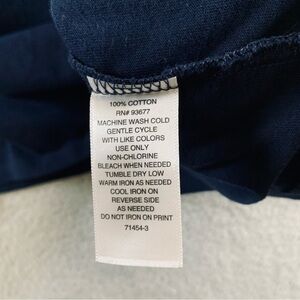 100% COTTON
RN# 93677
MACHINE WASH COLD
GENTLE CYCLE
WITH LIKE COLORS
USE ONLY
NON-CHLORINE
BLEACH WHEN NEEDED
TUMBLE DRY LOW
WARM IRON AS NEEDED
COOL IRON ON
REVERSE SIDE
AS NEEDED
DO NOT IRON ON PRINT
71454-3